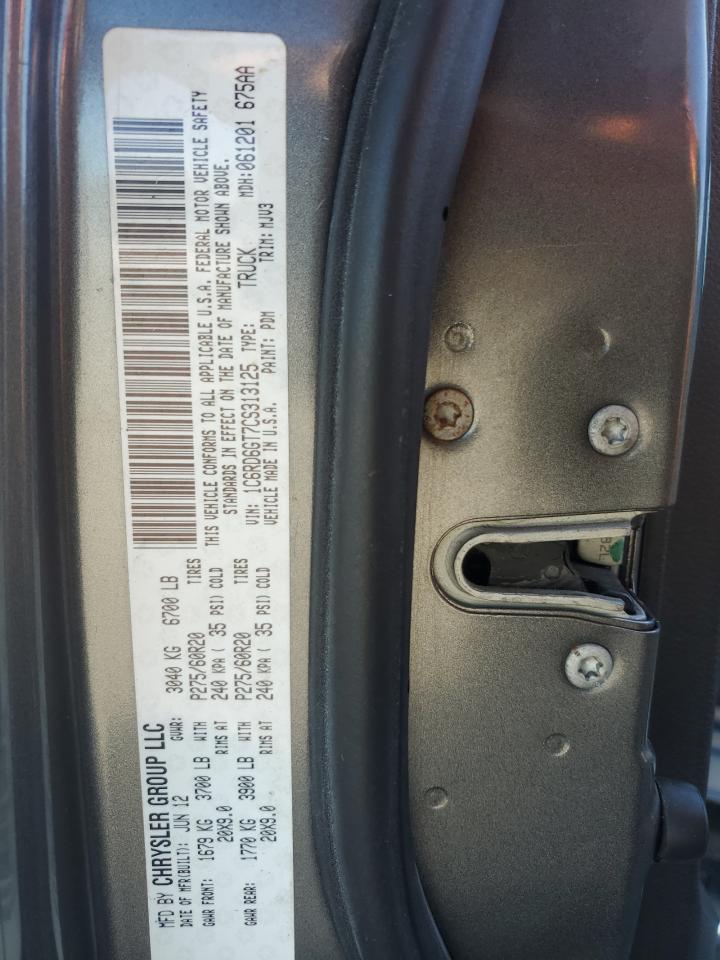 MFD BY CHRYSLER GROUP LLC
DATE OF MFR(BUILT): JUN 12 GVWR: 3040 KG 6700 LB
GAWR FRONT: 1679 KG 3700 LB WITH P275/60R20 TIRES
20X9.0 RIMS AT 240 KPA ( 35 PSI) COLD
GAWR REAR: 1770 KG 3900 LB WITH P275/60R20 TIRES
20X9.0 RIMS AT 240 KPA ( 35 PSI) COLD
THIS VEHICLE CONFORMS TO ALL APPLICABLE U.S.A. FEDERAL MOTOR VEHICLE SAFETY
STANDARDS IN EFFECT ON THE DATE OF MANUFACTURE SHOWN ABOVE.
VIN: 1C6RD6GT7CS313125 TYPE: TRUCK MDH:061201 675AA
VEHICLE MADE IN U.S.A. PAINT: PDM TRIM: MJV3